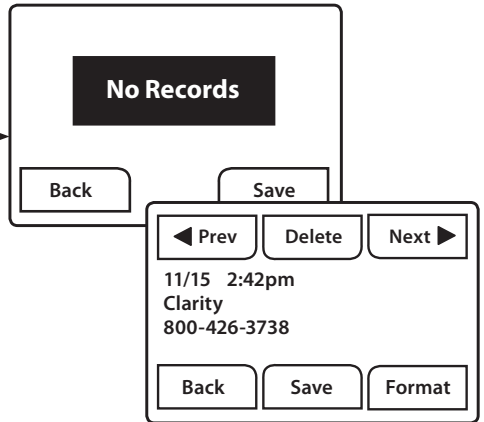 No Records
Back Save
◀ Prev Delete Next ▶
11/15 2:42pm
Clarity
800-426-3738
Back Save Format